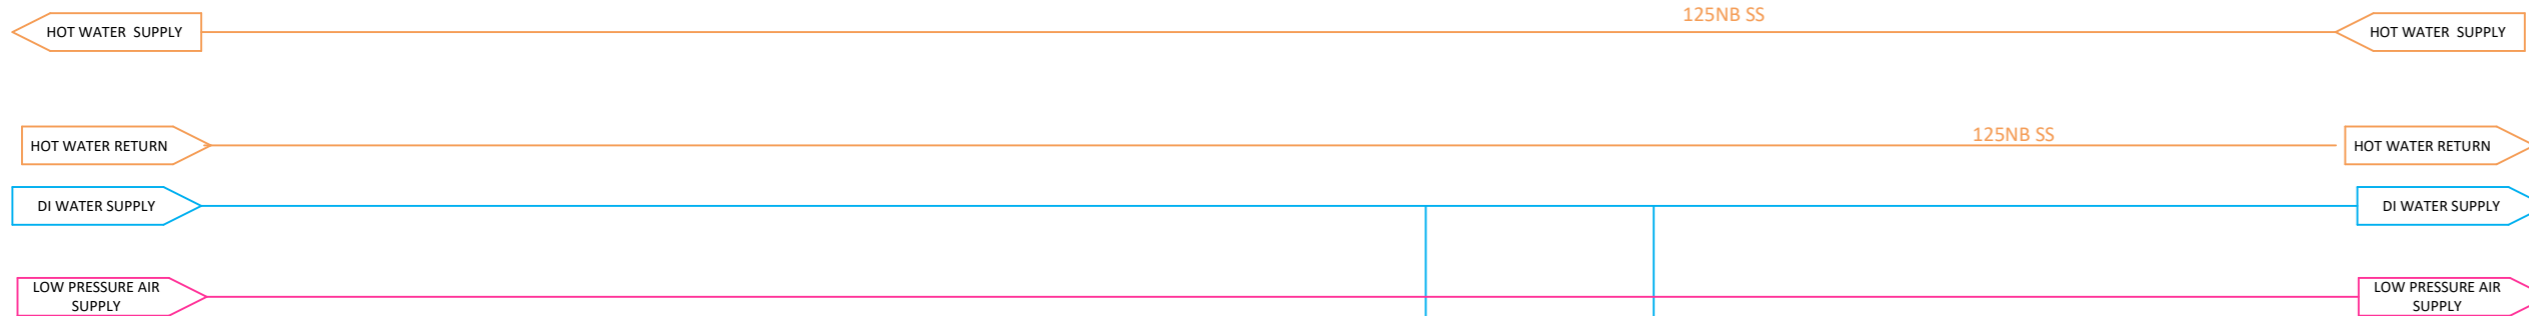 125NB SS
HOT WATER SUPPLY
HOT WATER SUPPLY
125NB SS
HOT WATER RETURN
HOT WATER RETURN
DI WATER SUPPLY
DI WATER SUPPLY
LOW PRESSURE AIR
SUPPLY
LOW PRESSURE AIR
SUPPLY